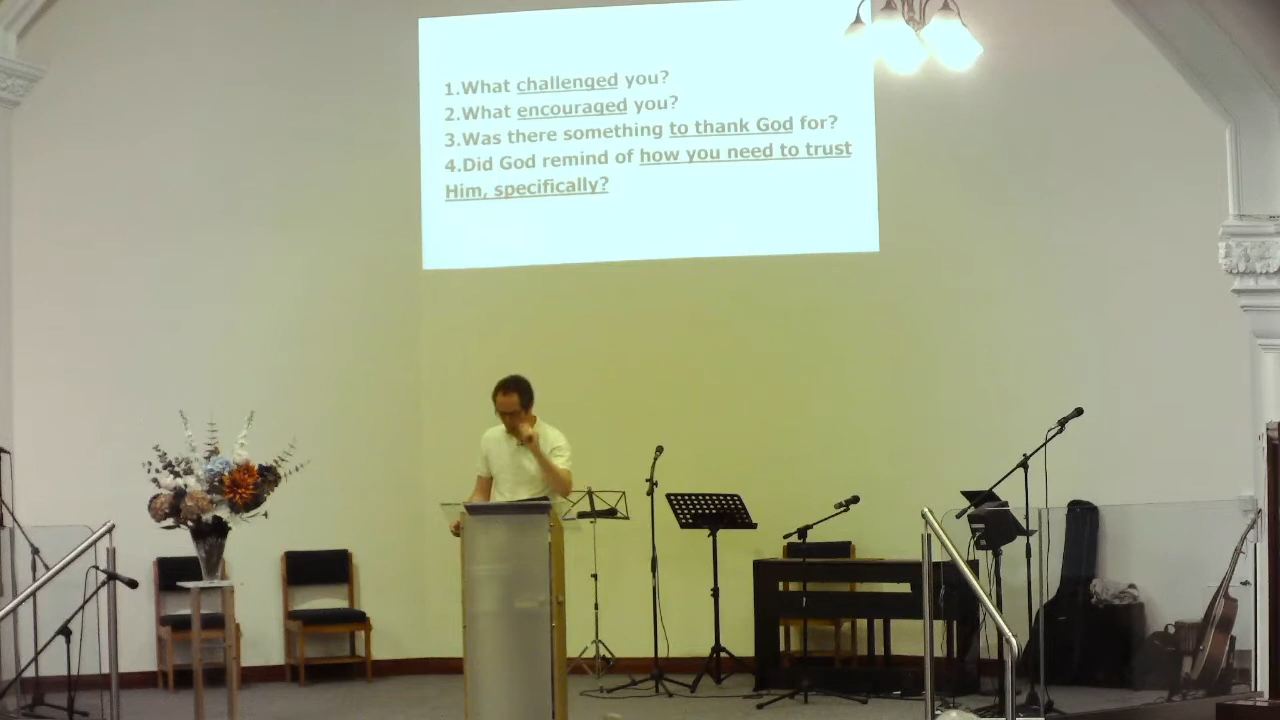 1.What challenged you?
2.What encouraged you?
3.Was there something to thank God for?
4.Did God remind of how you need to trust
Him, specifically?